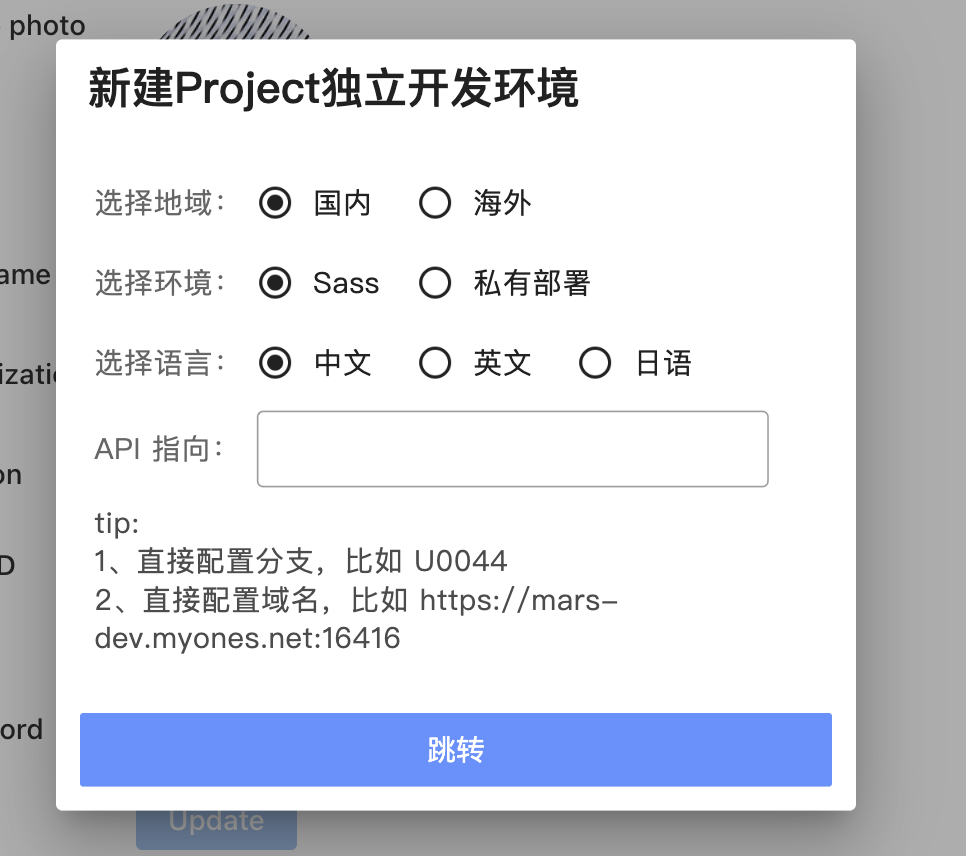 photo
新建Project独立开发环境
选择地域： 国内 海外
ame
选择环境： Sass 私有部署
选择语言： 中文 英文 日语
izatio
API 指向：
on
tip:
1、直接配置分支，比如 U0044
D
2、直接配置域名，比如 https://mars-
dev.myones.net:16416
ord
跳转
Update